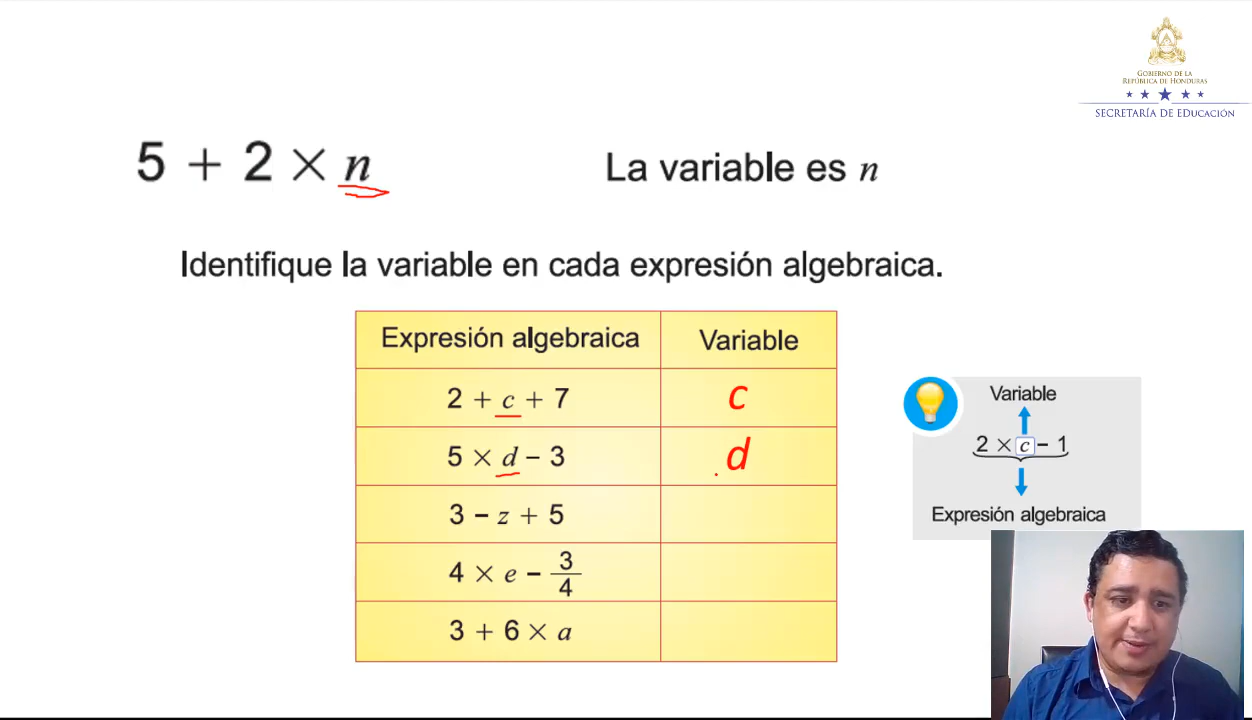 GOBIERNO DE LA
REPÚBLICA DE HONDURAS
SECRETARÍA DE EDUCACIÓN
5 + 2 × n
La variable es n
Identifique la variable en cada expresión algebraica.
Expresión algebraica Variable
2 + c + 7 c
5 × d − 3 d
3 − z + 5
4 × e − 3/4
3 + 6 × a
Variable
2 × c − 1
Expresión algebraica